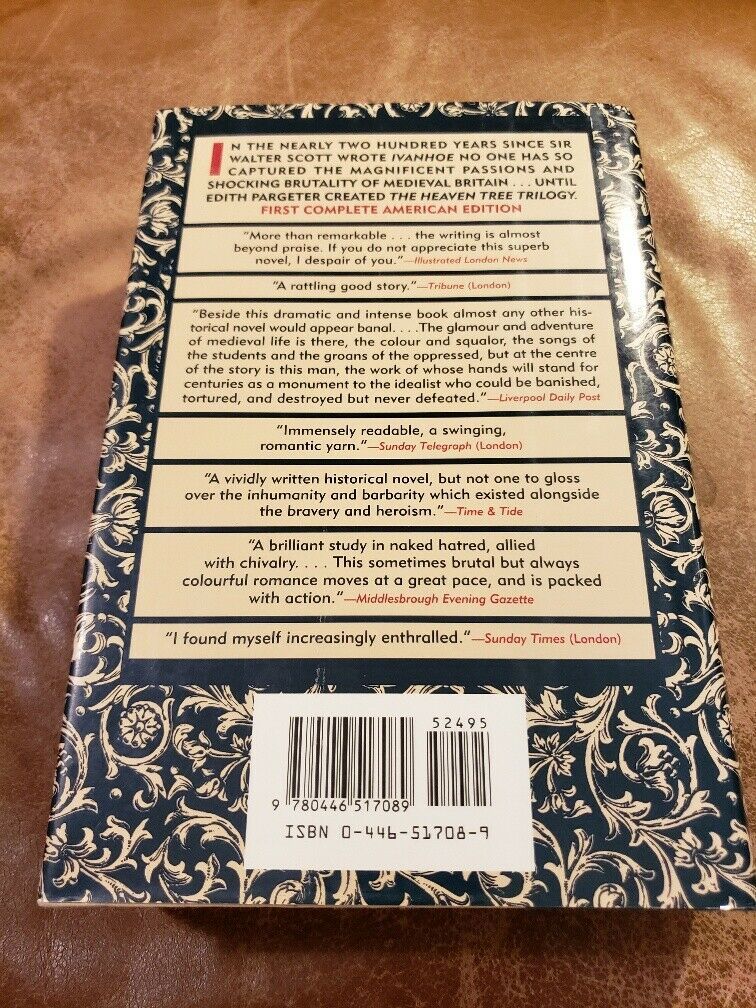 IN THE NEARLY TWO HUNDRED YEARS SINCE SIR
WALTER SCOTT WROTE IVANHOE NO ONE HAS SO
CAPTURED THE MAGNIFICENT PASSIONS AND
SHOCKING BRUTALITY OF MEDIEVAL BRITAIN . . . UNTIL
EDITH PARGETER CREATED THE HEAVEN TREE TRILOGY.
FIRST COMPLETE AMERICAN EDITION
"More than remarkable . . . the writing is almost
beyond praise. If you do not appreciate this superb
novel, I despair of you."—Illustrated London News
"A rattling good story."—Tribune (London)
"Beside this dramatic and intense book almost any other his-
torical novel would appear banal. . . .The glamour and adventure
of medieval life is there, the colour and squalor, the songs of
the students and the groans of the oppressed, but at the centre
of the story is this man, the work of whose hands will stand for
centuries as a monument to the idealist who could be banished,
tortured, and destroyed but never defeated."—Liverpool Daily Post
"Immensely readable, a swinging,
romantic yarn."—Sunday Telegraph (London)
"A vividly written historical novel, but not one to gloss
over the inhumanity and barbarity which existed alongside
the bravery and heroism."—Time & Tide
"A brilliant study in naked hatred, allied
with chivalry. . . . This sometimes brutal but always
colourful romance moves at a great pace, and is packed
with action."—Middlesbrough Evening Gazette
"I found myself increasingly enthralled."—Sunday Times (London)
52495
9 780446 517089
ISBN 0-446-51708-9